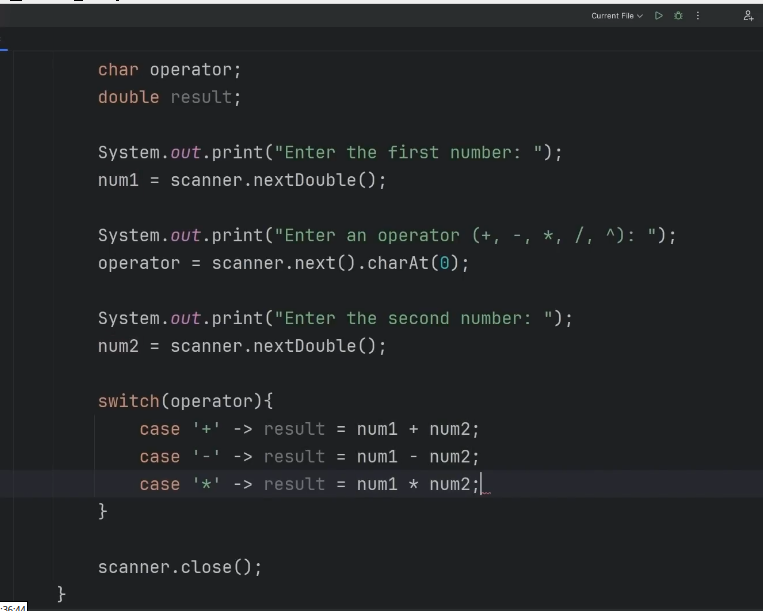 Current File
char operator;
double result;
System.out.print("Enter the first number: ");
num1 = scanner.nextDouble();
System.out.print("Enter an operator (+, -, *, /, ^): ");
operator = scanner.next().charAt(0);
System.out.print("Enter the second number: ");
num2 = scanner.nextDouble();
switch(operator){
case '+' -> result = num1 + num2;
case '-' -> result = num1 - num2;
case '*' -> result = num1 * num2;
}
scanner.close();
}
:36:44